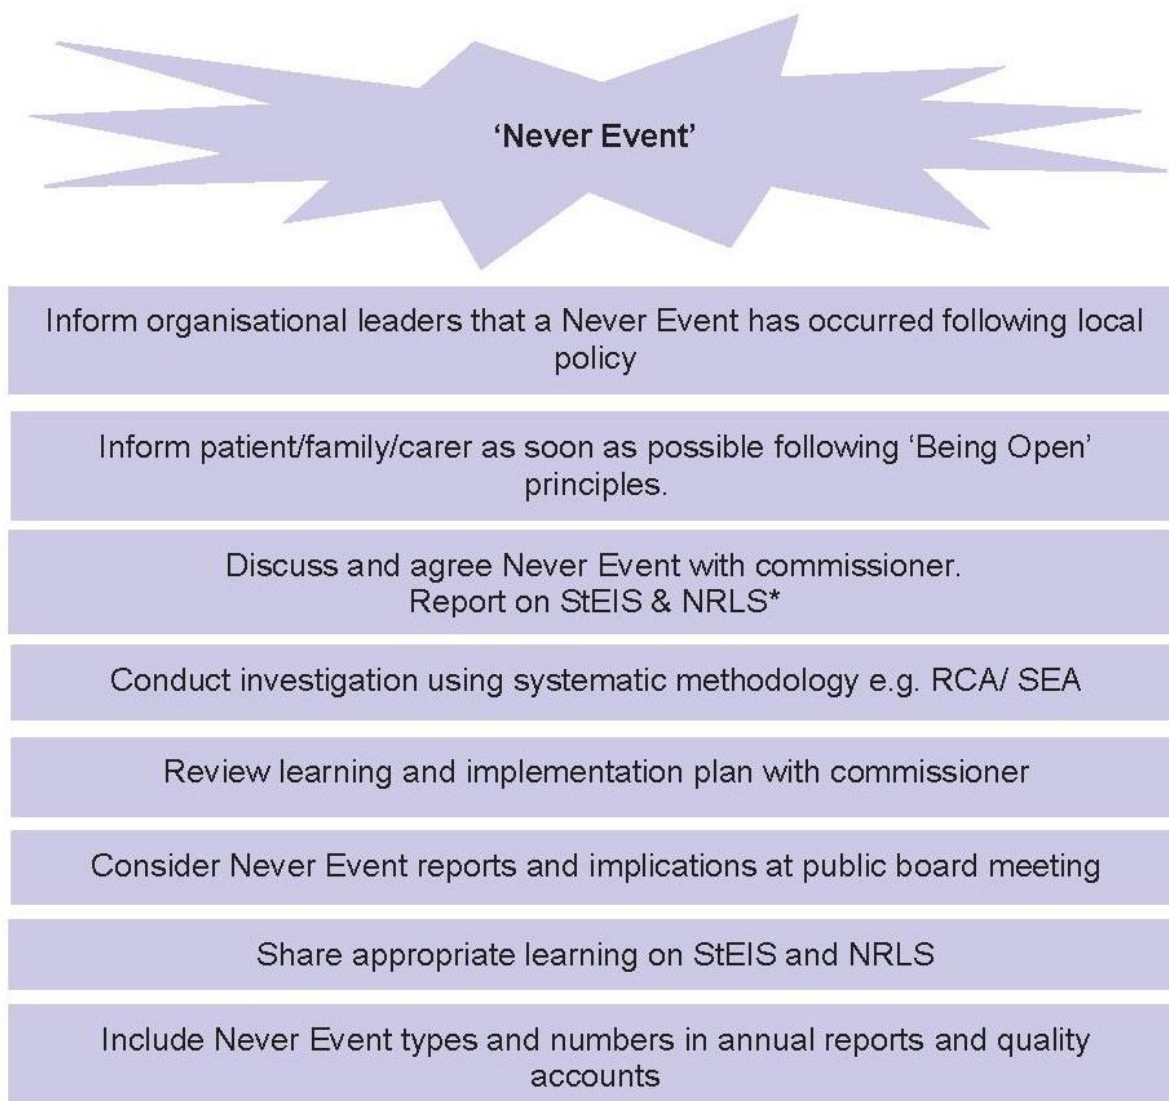 ‘Never Event’
Inform organisational leaders that a Never Event has occurred following local
policy
Inform patient/family/carer as soon as possible following ‘Being Open’
principles.
Discuss and agree Never Event with commissioner.
Report on StEIS & NRLS*
Conduct investigation using systematic methodology e.g. RCA/ SEA
Review learning and implementation plan with commissioner
Consider Never Event reports and implications at public board meeting
Share appropriate learning on StEIS and NRLS
Include Never Event types and numbers in annual reports and quality
accounts